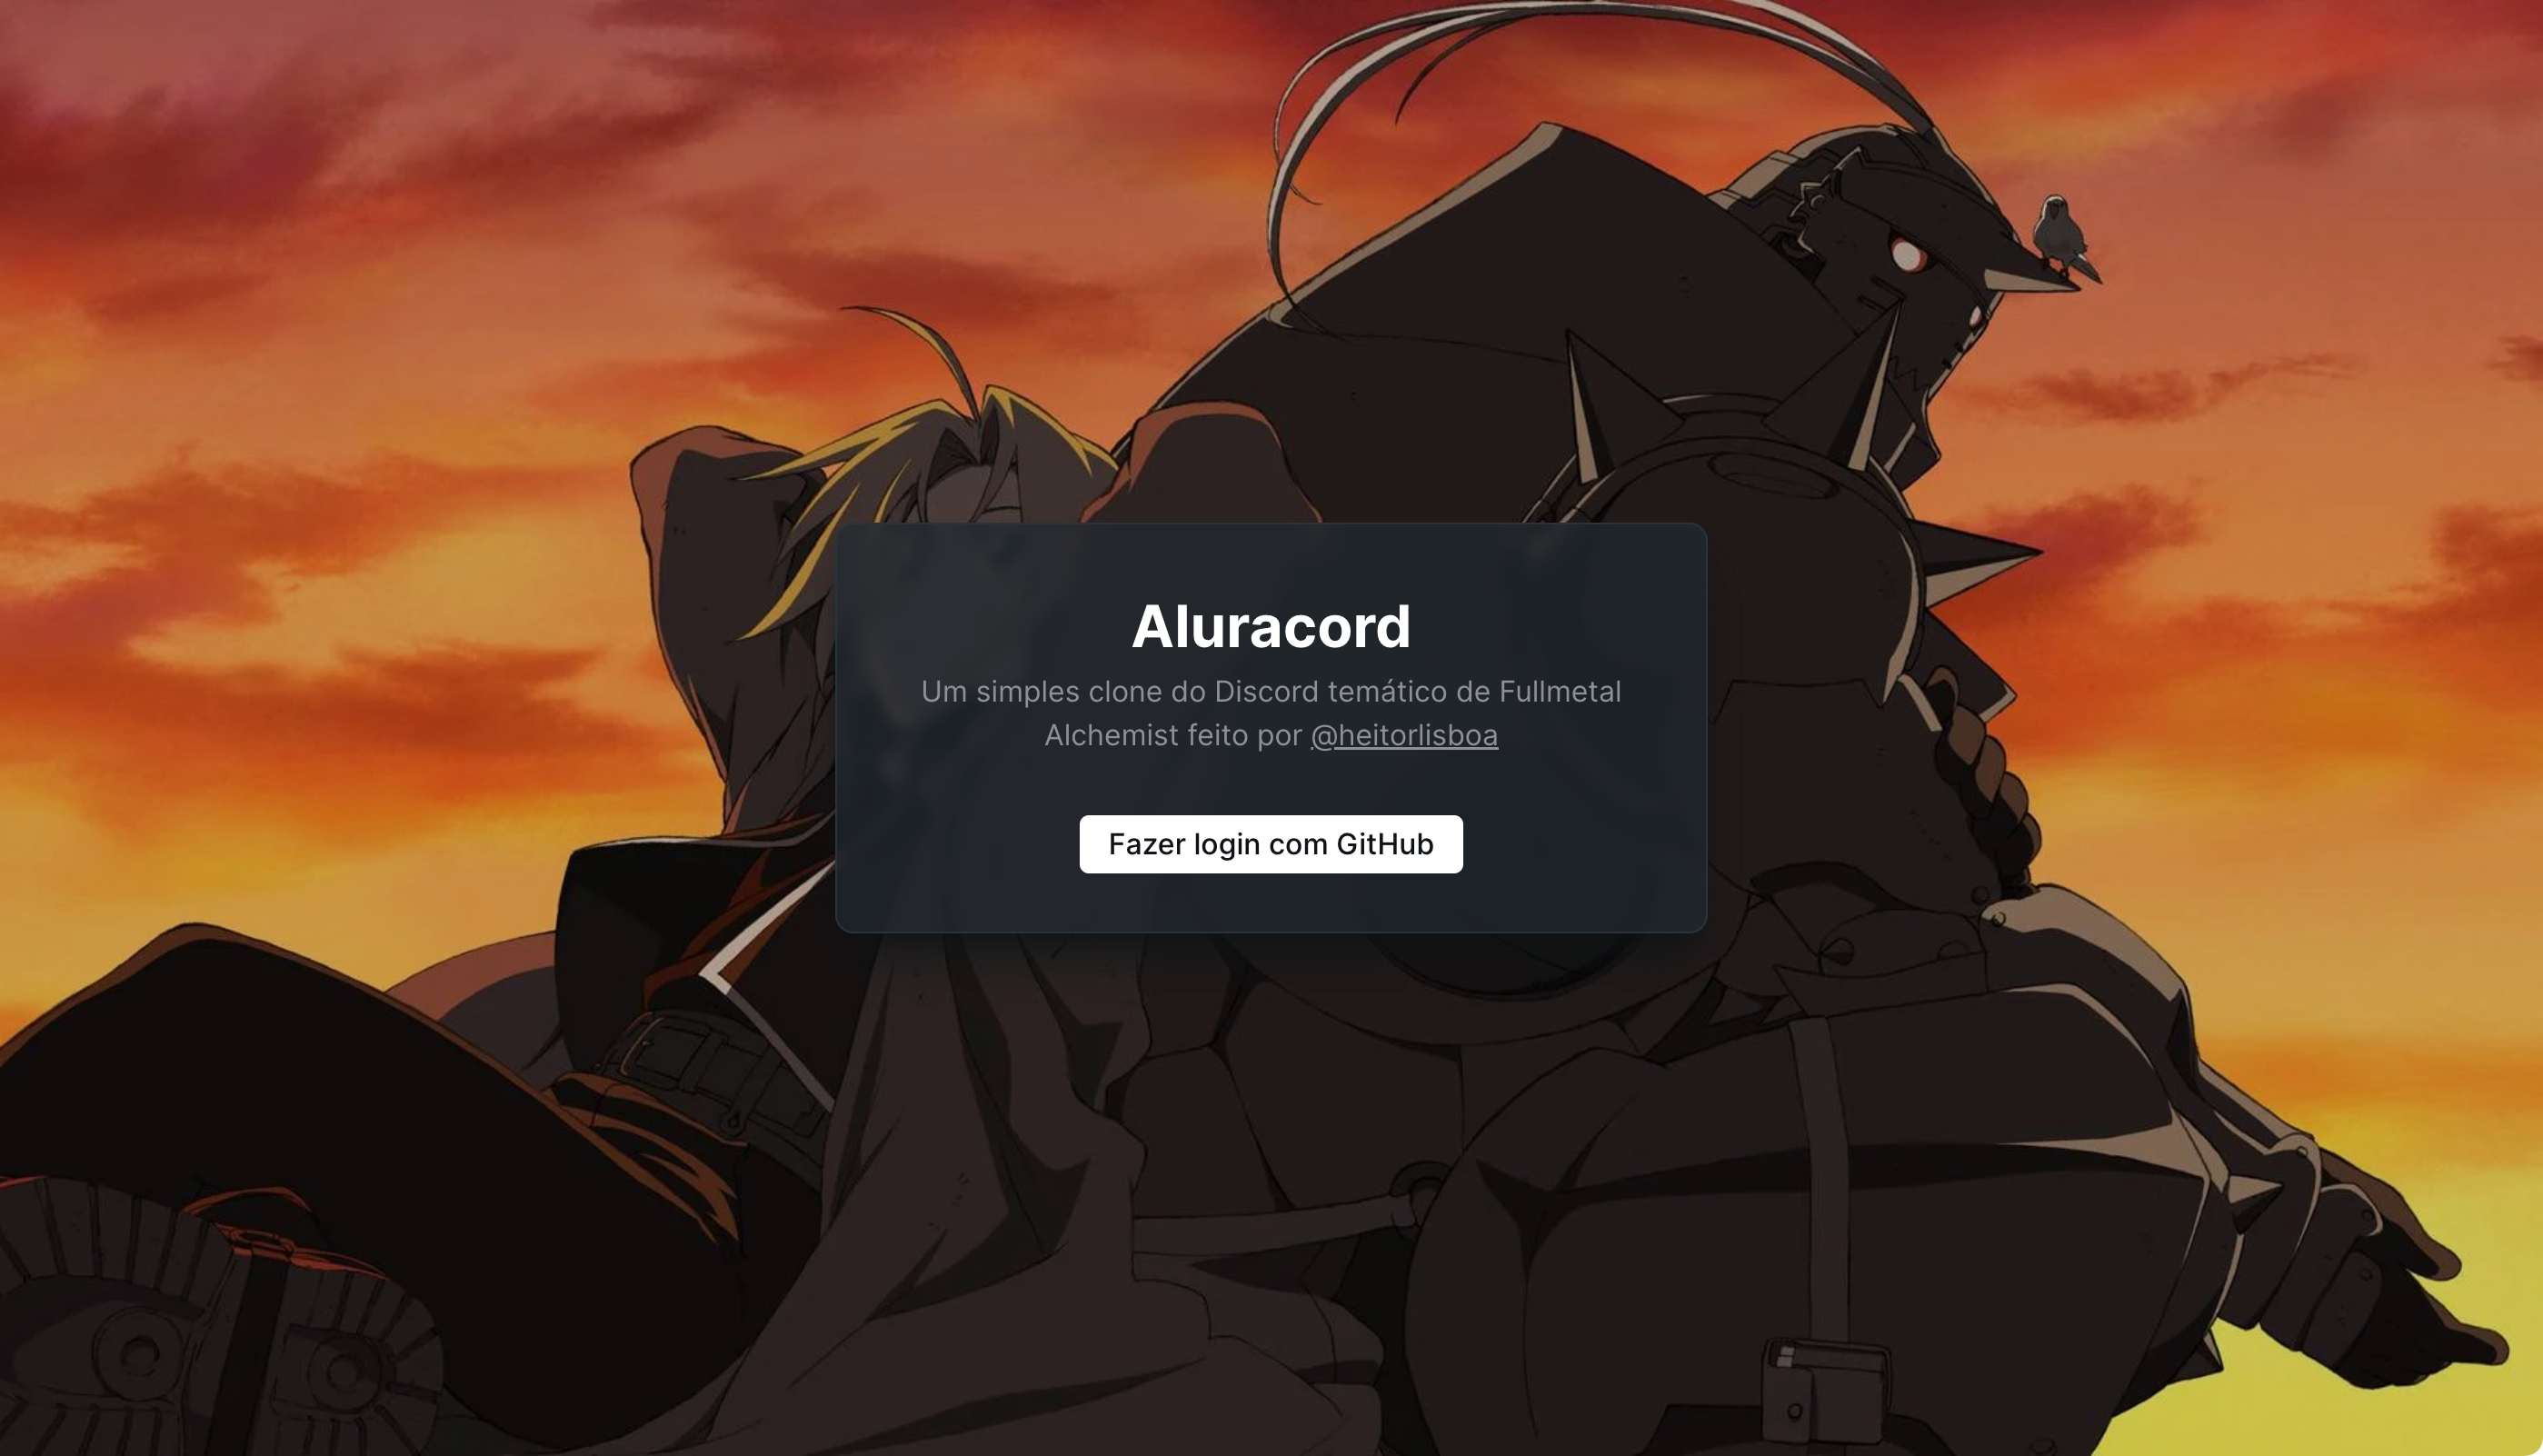 Aluracord
Um simples clone do Discord temático de Fullmetal
Alchemist feito por @heitorlisboa
Fazer login com GitHub